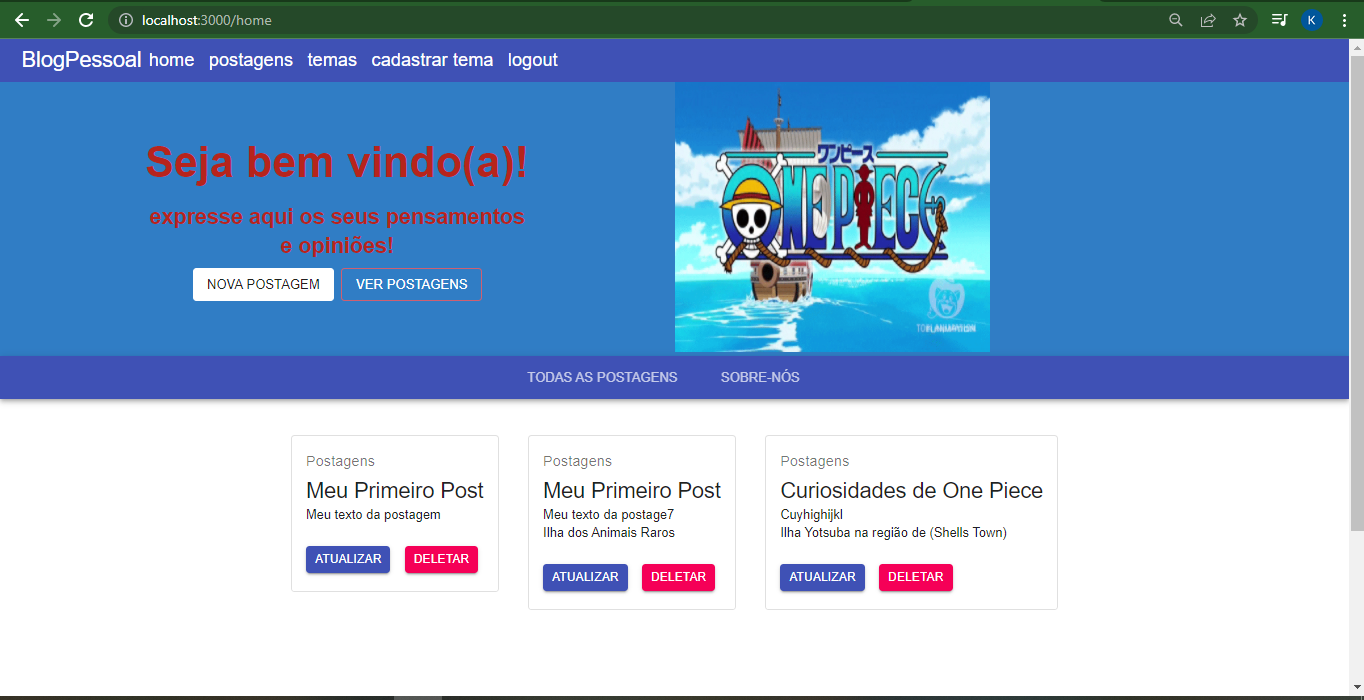 localhost:3000/home
K
BlogPessoal home postagens temas cadastrar tema logout
Seja bem vindo(a)!
expresse aqui os seus pensamentos
e opiniões!
NOVA POSTAGEM VER POSTAGENS
ワンピース
ONE PIECE
TODAS AS POSTAGENS SOBRE-NÓS
Postagens
Meu Primeiro Post
Meu texto da postagem
ATUALIZAR DELETAR
Postagens
Meu Primeiro Post
Meu texto da postage7
Ilha dos Animais Raros
ATUALIZAR DELETAR
Postagens
Curiosidades de One Piece
Cuyhighijkl
Ilha Yotsuba na região de (Shells Town)
ATUALIZAR DELETAR